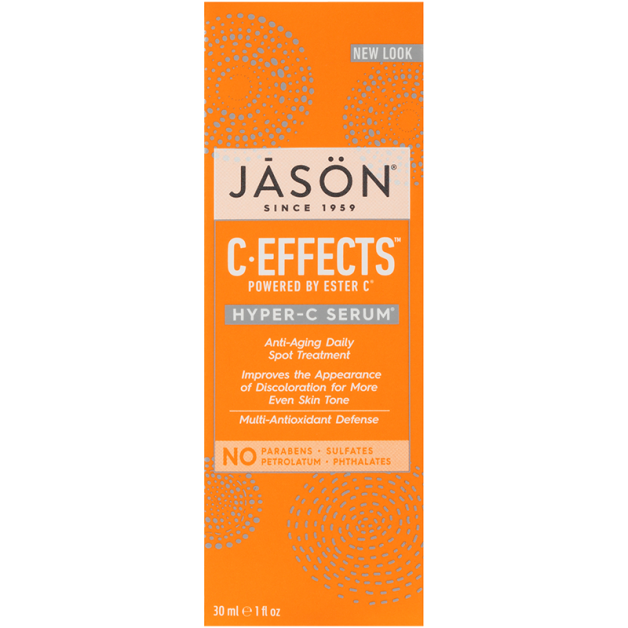 NEW LOOK
JĀSÖN®
SINCE 1959
C·EFFECTS™
POWERED BY ESTER C®
HYPER-C SERUM®
Anti-Aging Daily
Spot Treatment
Improves the Appearance
of Discoloration for More
Even Skin Tone
Multi-Antioxidant Defense
NO PARABENS · SULFATES
PETROLATUM · PHTHALATES
30 ml ℮ 1 fl oz